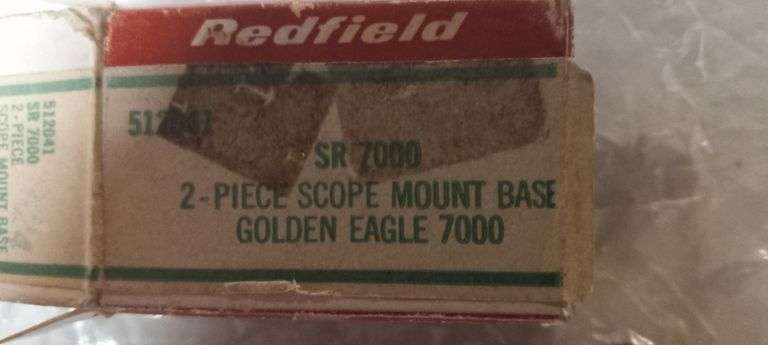 Redfield
512041
SR 7000
2-PIECE SCOPE MOUNT BASE
GOLDEN EAGLE 7000
512041
SR 7000
2-PIECE
SCOPE MOUNT BASE